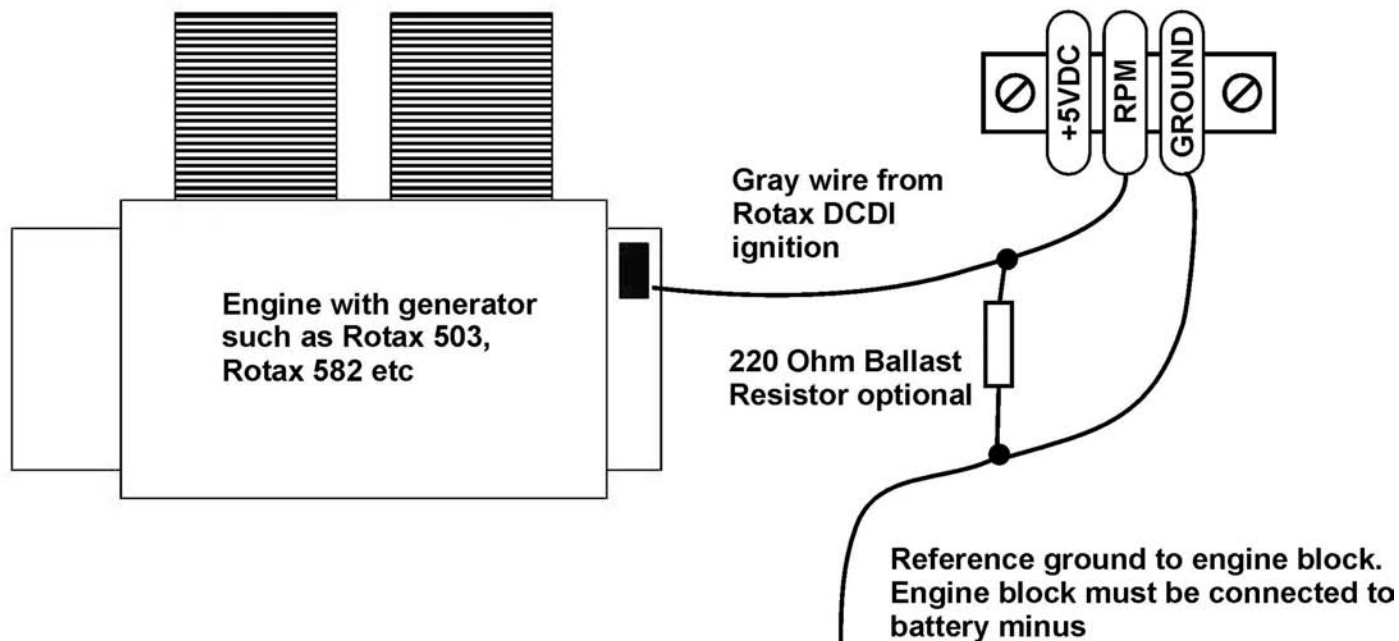 +5VDC
RPM
GROUND
Gray wire from
Rotax DCDI
ignition
Engine with generator
such as Rotax 503,
Rotax 582 etc
220 Ohm Ballast
Resistor optional
Reference ground to engine block.
Engine block must be connected to
battery minus